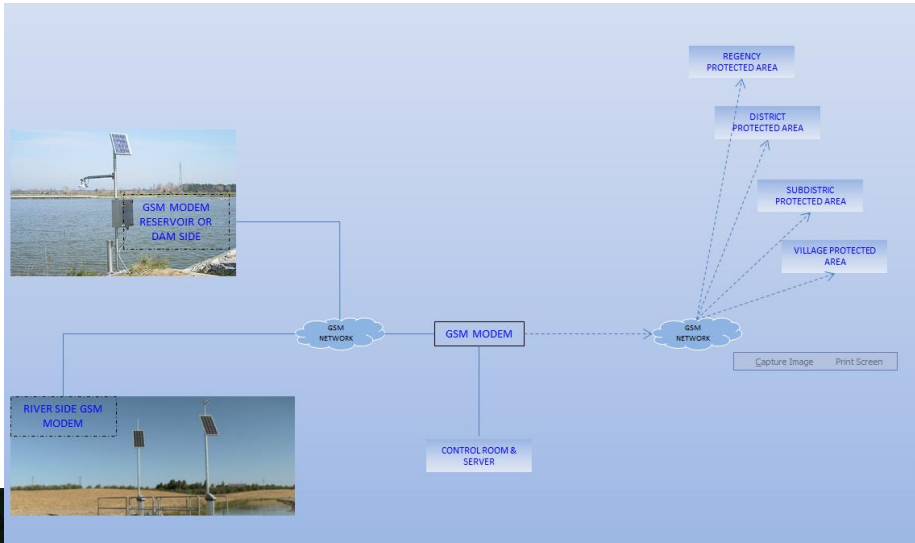 REGENCY
PROTECTED AREA
DISTRICT
PROTECTED AREA
SUBDISTRIC
PROTECTED AREA
VILLAGE PROTECTED
AREA
GSM MODEM
RESERVOIR OR
DAM SIDE
GSM
NETWORK
GSM MODEM
GSM
NETWORK
Capture Image Print Screen
RIVER SIDE GSM
MODEM
CONTROL ROOM &
SERVER